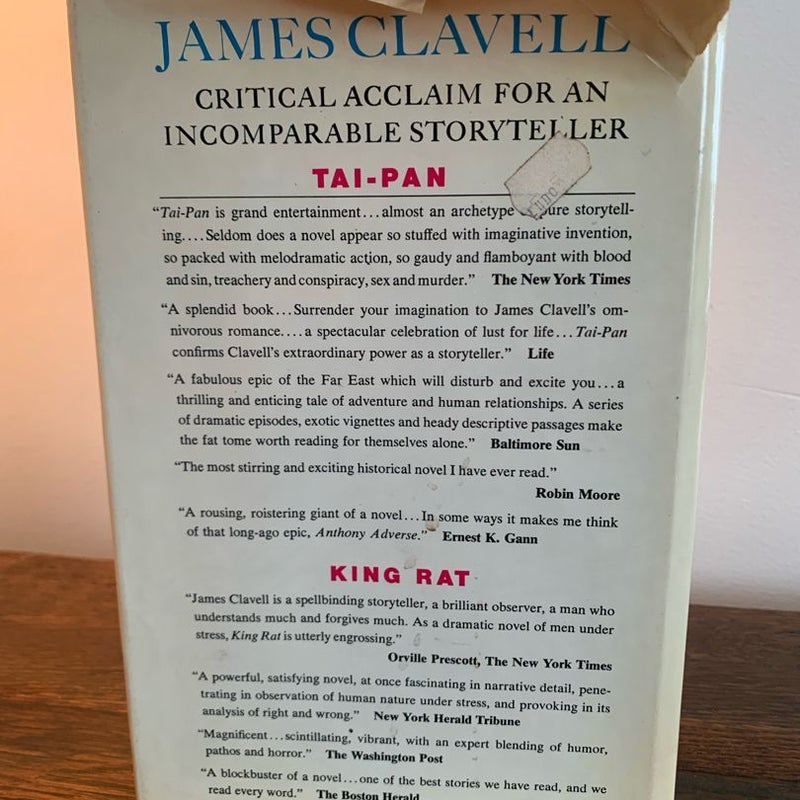 JAMES CLAVELL
CRITICAL ACCLAIM FOR AN
INCOMPARABLE STORYTELLER
TAI-PAN
“Tai-Pan is grand entertainment...almost an archetype pure storytell-
ing....Seldom does a novel appear so stuffed with imaginative invention,
so packed with melodramatic action, so gaudy and flamboyant with blood
and sin, treachery and conspiracy, sex and murder.” The New York Times
“A splendid book...Surrender your imagination to James Clavell’s om-
nivorous romance....a spectacular celebration of lust for life...Tai-Pan
confirms Clavell’s extraordinary power as a storyteller.” Life
“A fabulous epic of the Far East which will disturb and excite you...a
thrilling and enticing tale of adventure and human relationships. A series
of dramatic episodes, exotic vignettes and heady descriptive passages make
the fat tome worth reading for themselves alone.” Baltimore Sun
“The most stirring and exciting historical novel I have ever read.”
Robin Moore
“A rousing, roistering giant of a novel...In some ways it makes me think
of that long-ago epic, Anthony Adverse.” Ernest K. Gann
KING RAT
“James Clavell is a spellbinding storyteller, a brilliant observer, a man who
understands much and forgives much. As a dramatic novel of men under
stress, King Rat is utterly engrossing.”
Orville Prescott, The New York Times
“A powerful, satisfying novel, at once fascinating in narrative detail, pene-
trating in observation of human nature under stress, and provoking in its
analysis of right and wrong.” New York Herald Tribune
“Magnificent...scintillating, vibrant, with an expert blending of humor,
pathos and horror.” The Washington Post
“A blockbuster of a novel...one of the best stories we have read, and we
read every word.” The Boston Herald